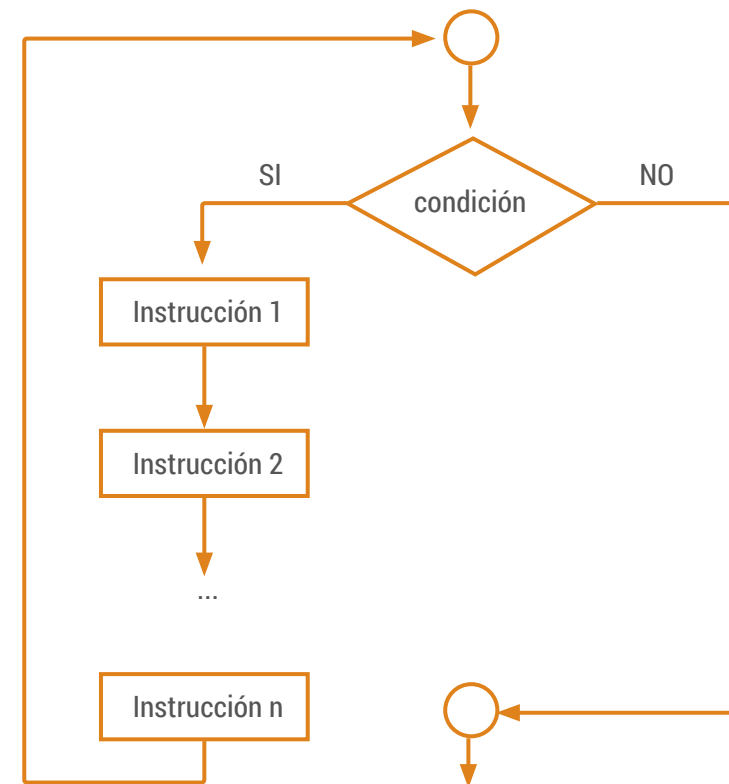 SI
NO
condición
Instrucción 1
Instrucción 2
...
Instrucción n